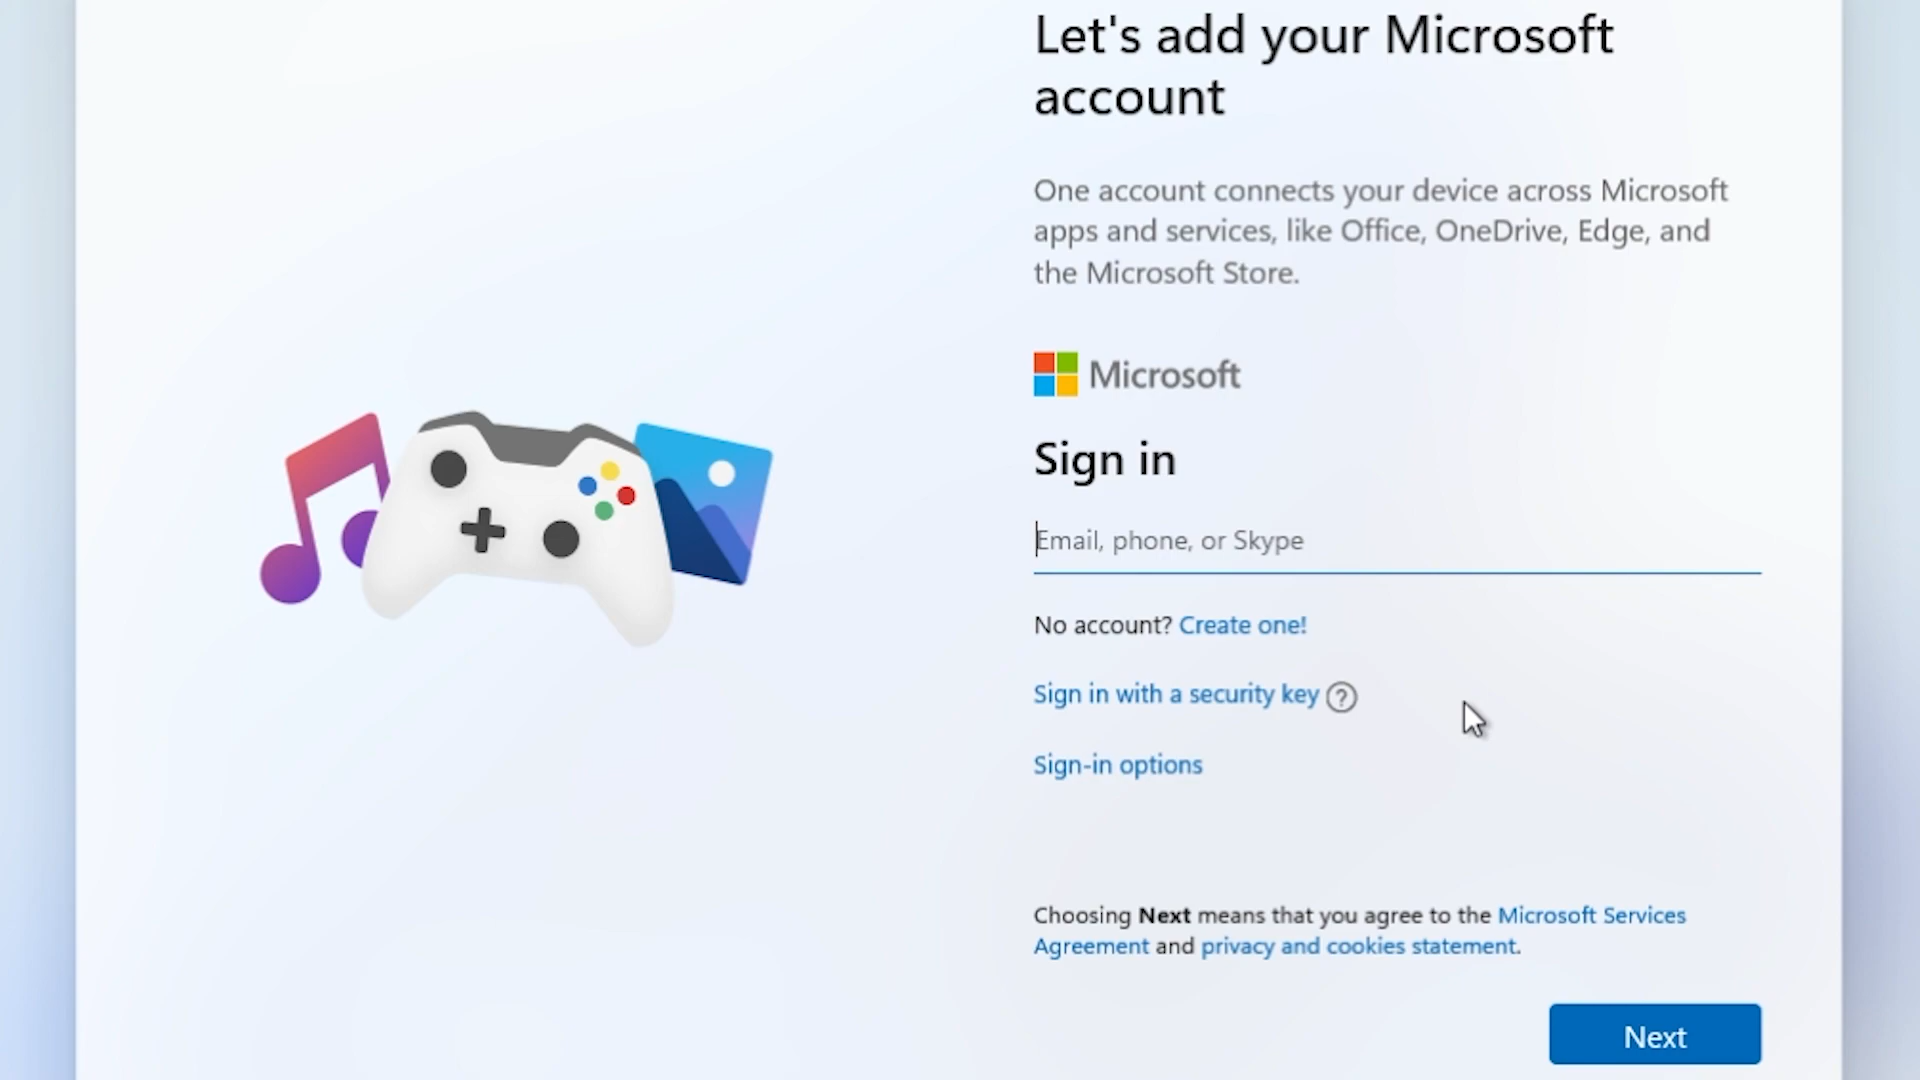 Let's add your Microsoft
account
One account connects your device across Microsoft
apps and services, like Office, OneDrive, Edge, and
the Microsoft Store.
Microsoft
Sign in
Email, phone, or Skype
No account? Create one!
Sign in with a security key ?
Sign-in options
Choosing Next means that you agree to the Microsoft Services
Agreement and privacy and cookies statement.
Next